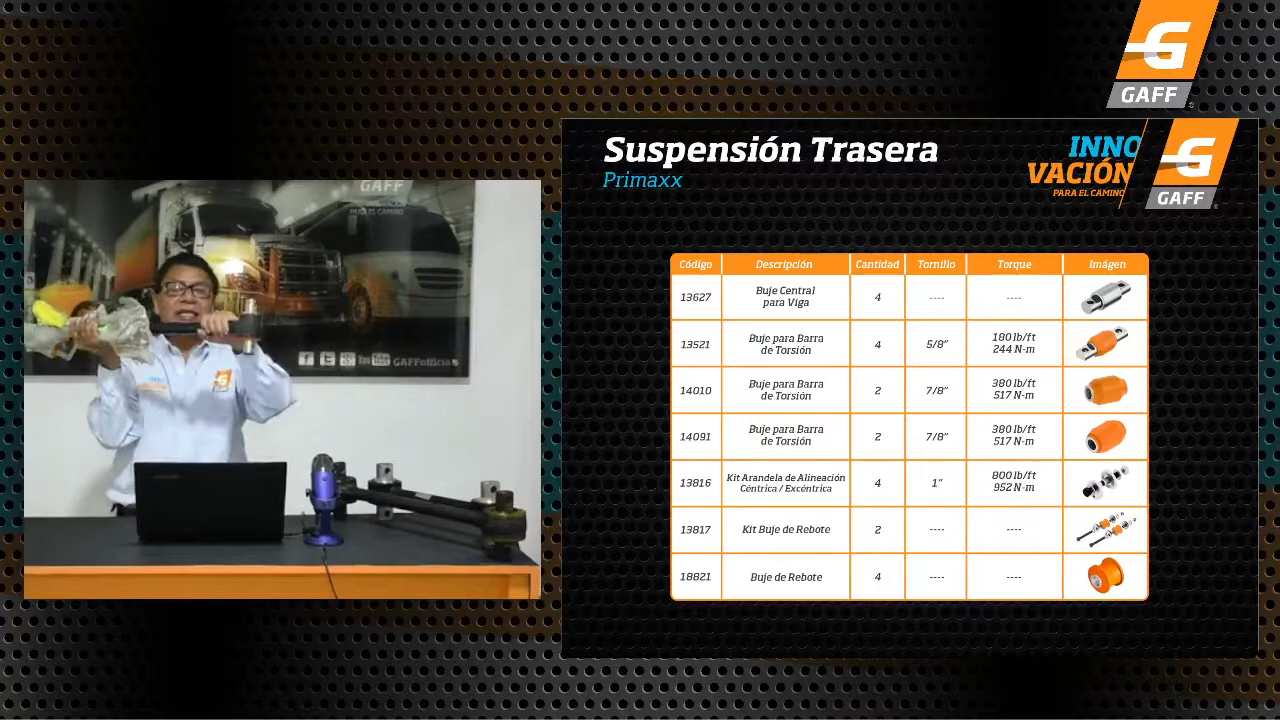 G
GAFF
Suspensión Trasera
Primaxx
INNO
VACIÓN
PARA EL CAMINO
G
GAFF
GAFF
PARA EL CAMINO
GAFFoficial
Código Descripción Cantidad Tornillo Torque Imágen
13627 Buje Central para Viga 4 ---- ----
13521 Buje para Barra de Torsión 4 5/8" 180 lb/ft 244 N-m
14010 Buje para Barra de Torsión 2 7/8" 380 lb/ft 517 N-m
14091 Buje para Barra de Torsión 2 7/8" 380 lb/ft 517 N-m
13816 Kit Arandela de Alineación Céntrica / Excéntrica 4 1" 800 lb/ft 952 N-m
13817 Kit Buje de Rebote 2 ---- ----
18821 Buje de Rebote 4 ---- ----